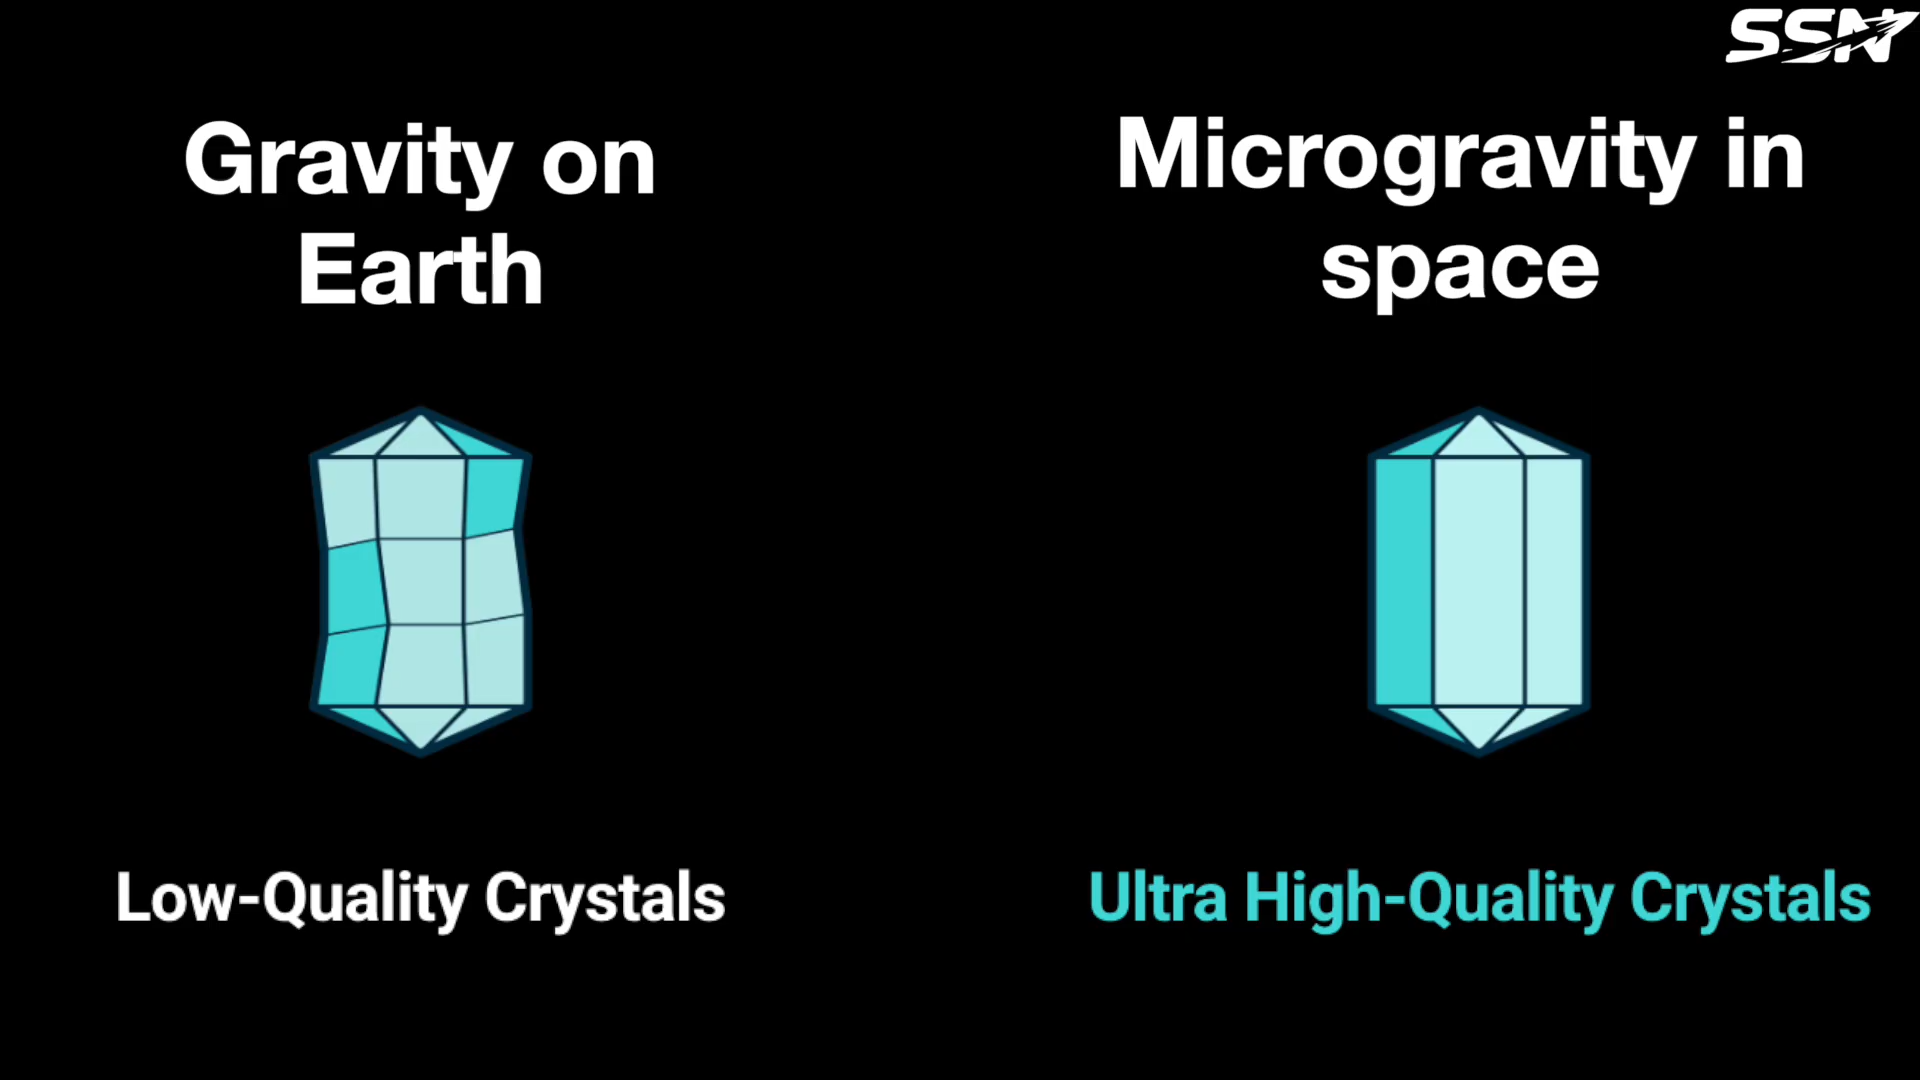 SSN
Gravity on
Earth
Microgravity in
space
Low-Quality Crystals
Ultra High-Quality Crystals